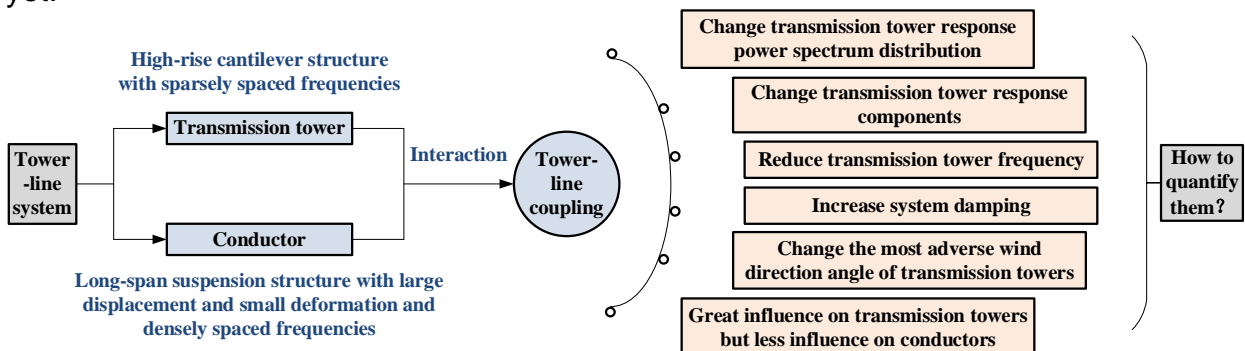 yet.
High-rise cantilever structure
with sparsely spaced frequencies
Tower
-line
system
Transmission tower
Conductor
Long-span suspension structure with large
displacement and small deformation and
densely spaced frequencies
Interaction
Tower-
line
coupling
Change transmission tower response
power spectrum distribution
Change transmission tower response
components
Reduce transmission tower frequency
Increase system damping
Change the most adverse wind
direction angle of transmission towers
Great influence on transmission towers
but less influence on conductors
How to
quantify
them?